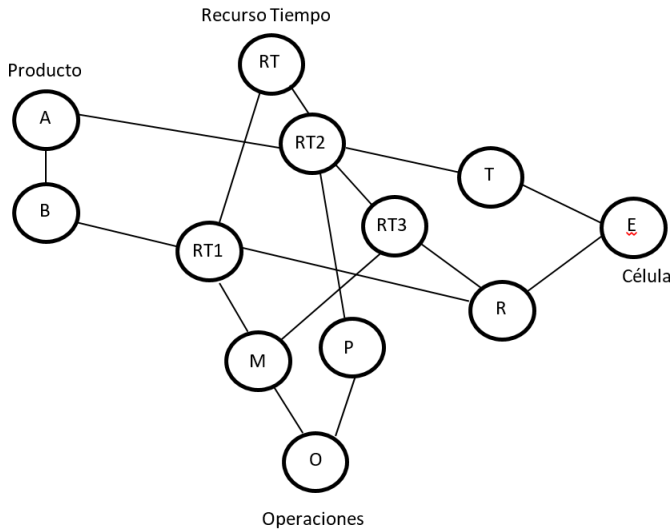 Recurso Tiempo
RT
Producto
A
RT2
T
B
RT3
E
RT1
Célula
R
M
P
O
Operaciones